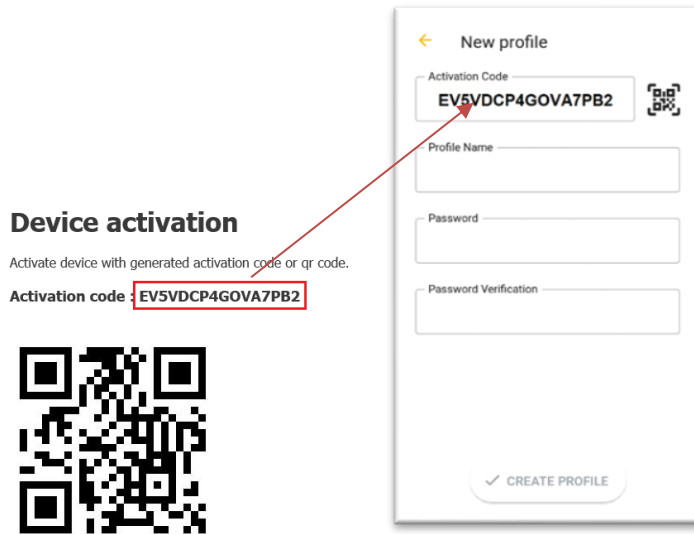 Device activation
Activate device with generated activation code or qr code.
Activation code : EV5VDCP4GOVA7PB2
New profile
Activation Code
EV5VDCP4GOVA7PB2
Profile Name
Password
Password Verification
CREATE PROFILE